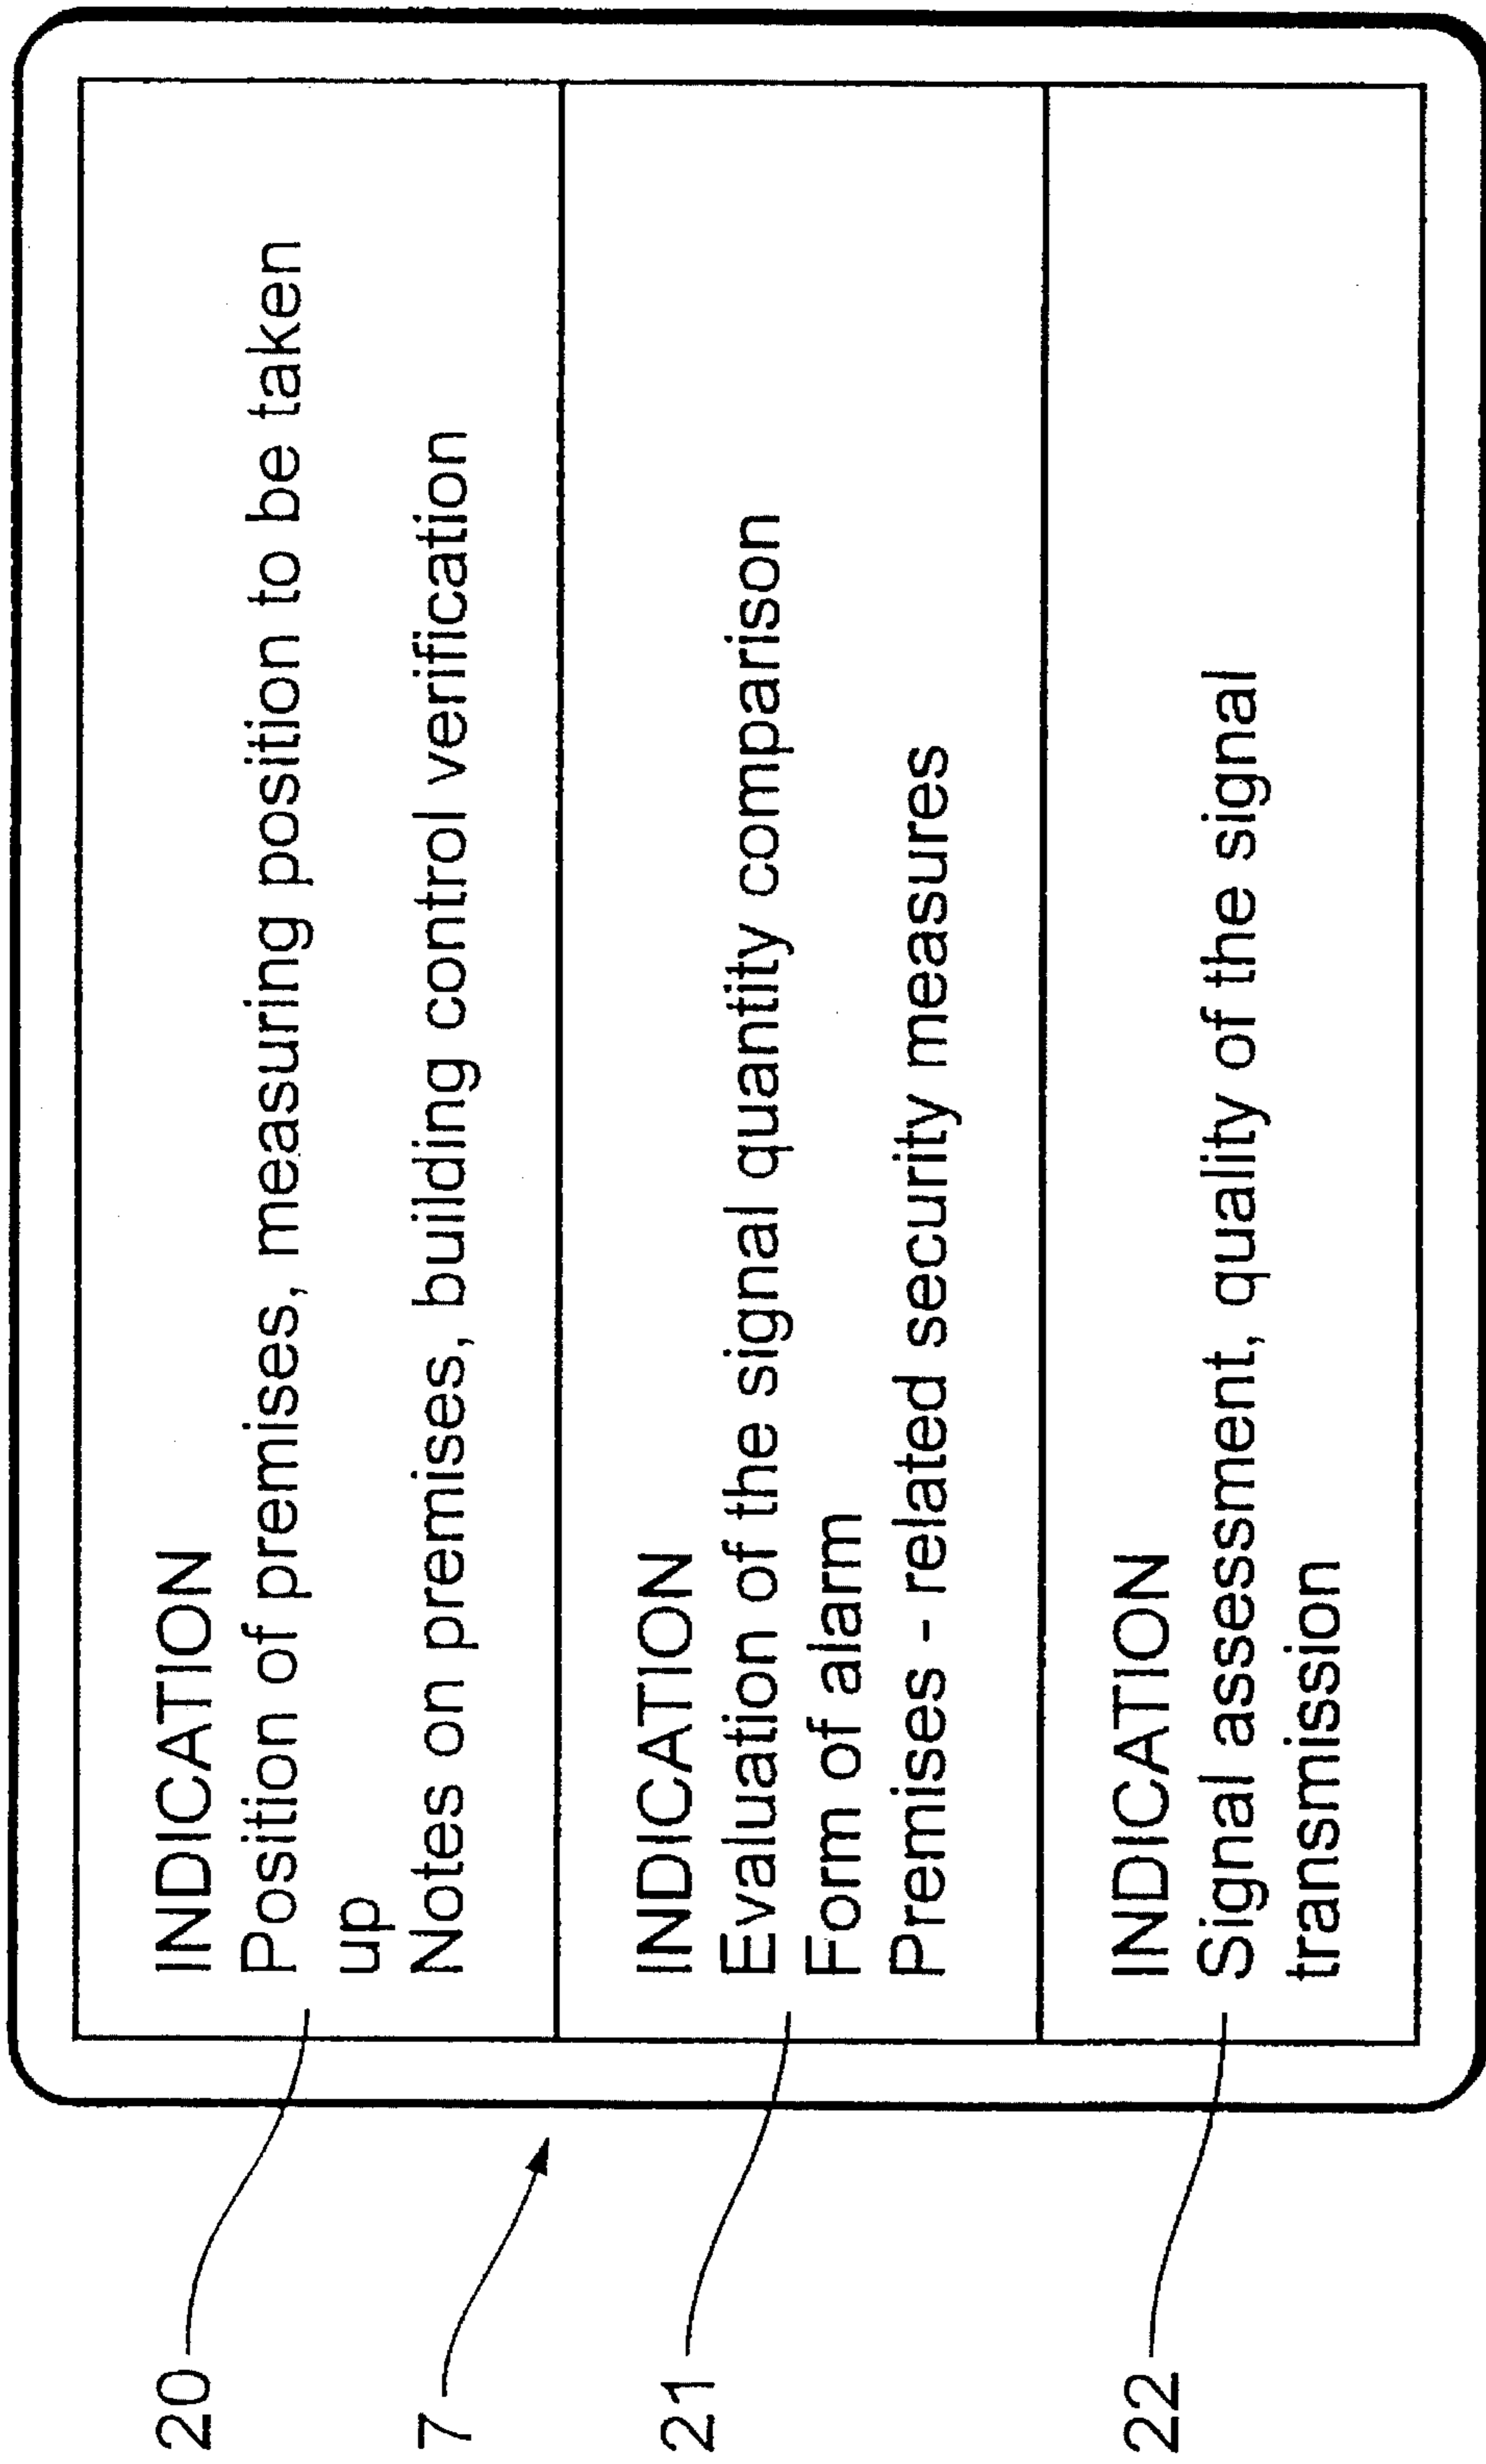 20
INDICATION
Position of premises, measuring position to be taken
up
Notes on premises, building control verification
7
21
INDICATION
Evaluation of the signal quantity comparison
Form of alarm
Premises - related security measures
22
INDICATION
Signal assessment, quality of the signal
transmission